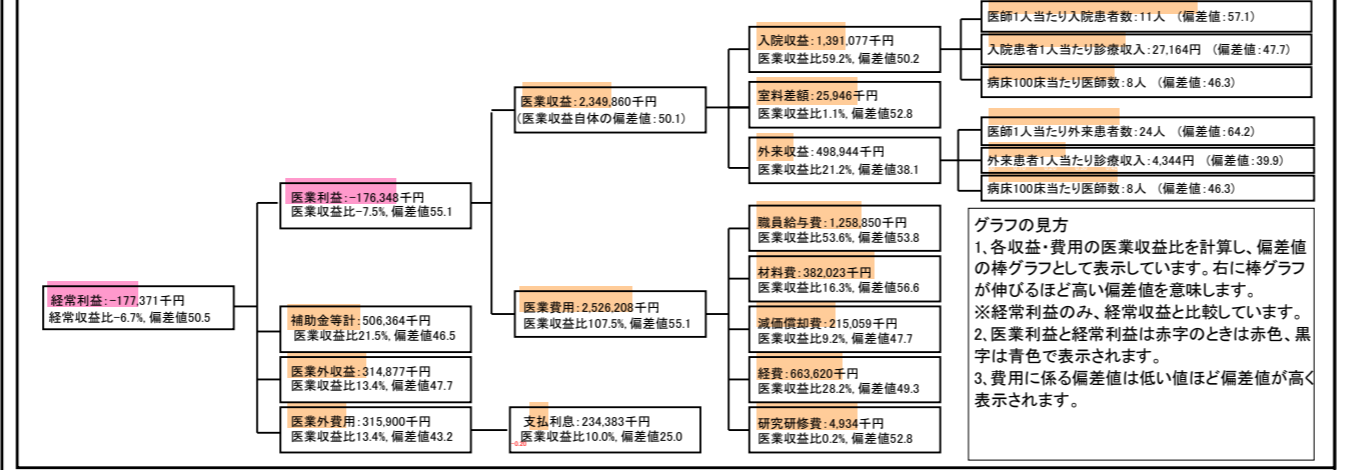 医師1人当たり入院患者数:11人 (偏差値:57.1)
入院収益:1,391,077千円
医業収益比59.2%, 偏差値50.2
入院患者1人当たり診療収入:27,164円 (偏差値:47.7)
病床100床当たり医師数:8人 (偏差値:46.3)
医業収益:2,349,860千円
(医業収益自体の偏差値:50.1)
室料差額:25,946千円
医業収益比1.1%, 偏差値52.8
医師1人当たり外来患者数:24人 (偏差値:64.2)
外来収益:498,944千円
医業収益比21.2%, 偏差値38.1
外来患者1人当たり診療収入:4,344円 (偏差値:39.9)
病床100床当たり医師数:8人 (偏差値:46.3)
医業利益:-176,348千円
医業収益比-7.5%, 偏差値55.1
職員給与費:1,258,850千円
医業収益比53.6%, 偏差値53.8
材料費:382,023千円
医業収益比16.3%, 偏差値56.6
経常利益:-177,371千円
経常収益比-6.7%, 偏差値50.5
医業費用:2,526,208千円
医業収益比107.5%, 偏差値55.1
補助金等計:506,364千円
医業収益比21.5%, 偏差値46.5
減価償却費:215,059千円
医業収益比9.2%, 偏差値47.7
医業外収益:314,877千円
医業収益比13.4%, 偏差値47.7
経費:663,620千円
医業収益比28.2%, 偏差値49.3
医業外費用:315,900千円
医業収益比13.4%, 偏差値43.2
支払利息:234,383千円
医業収益比10.0%, 偏差値25.0
研究研修費:4,934千円
医業収益比0.2%, 偏差値52.8
グラフの見方
1、各収益・費用の医業収益比を計算し、偏差値
の棒グラフとして表示しています。右に棒グラフ
が伸びるほど高い偏差値を意味します。
※経常利益のみ、経常収益と比較しています。
2、医業利益と経常利益は赤字のときは赤色、黒
字は青色で表示されます。
3、費用に係る偏差値は低い値ほど偏差値が高く
表示されます。